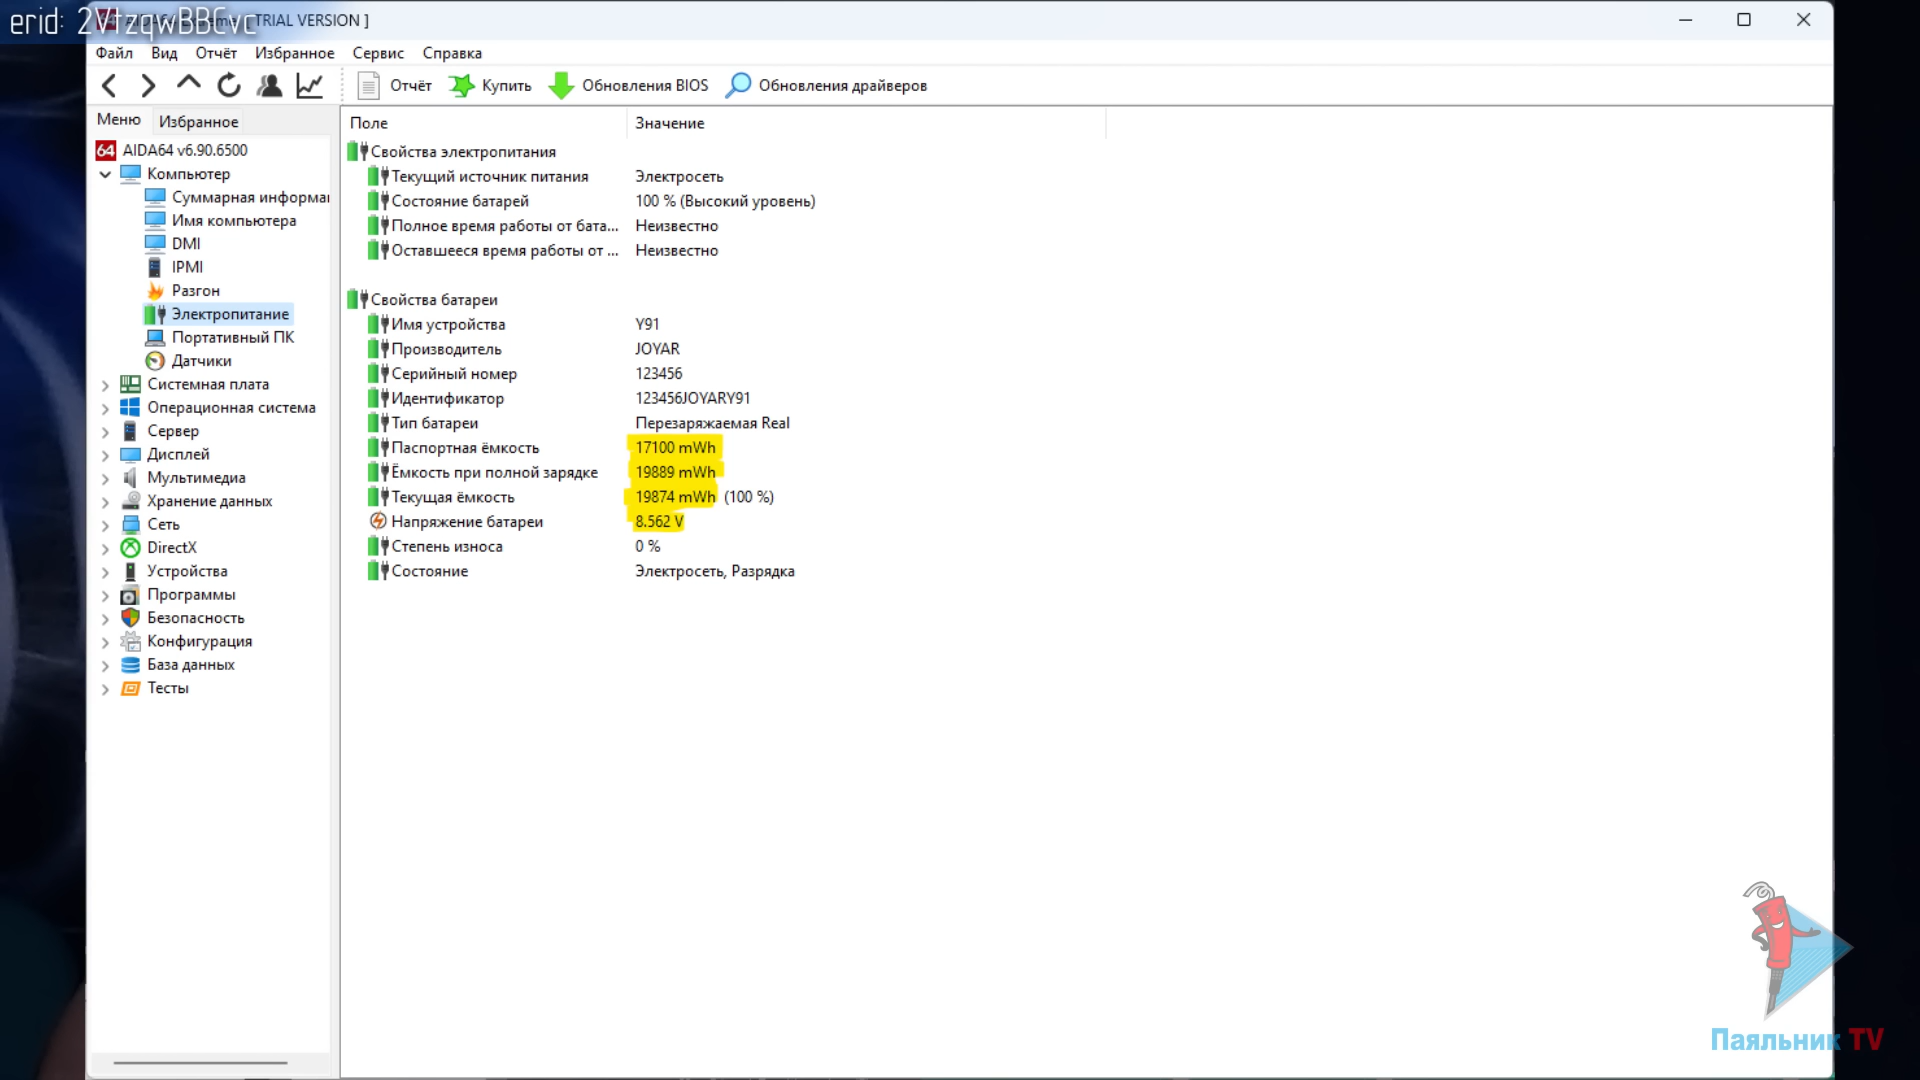 erid: 2VtzqwBBCvc
TRIAL VERSION ]
Файл Вид Отчёт Избранное Сервис Справка
Отчёт Купить Обновления BIOS Обновления драйверов
Меню Избранное
64 AIDA64 v6.90.6500
Компьютер
Суммарная информа
Имя компьютера
DMI
IPMI
Разгон
Электропитание
Портативный ПК
Датчики
Системная плата
Операционная система
Сервер
Дисплей
Мультимедиа
Хранение данных
Сеть
DirectX
Устройства
Программы
Безопасность
Конфигурация
База данных
Тесты
Поле Значение
Свойства электропитания
Текущий источник питания Электросеть
Состояние батарей 100 % (Высокий уровень)
Полное время работы от бата... Неизвестно
Оставшееся время работы от ... Неизвестно
Свойства батареи
Имя устройства Y91
Производитель JOYAR
Серийный номер 123456
Идентификатор 123456JOYARY91
Тип батареи Перезаряжаемая Real
Паспортная ёмкость 17100 mWh
Ёмкость при полной зарядке 19889 mWh
Текущая ёмкость 19874 mWh (100 %)
Напряжение батареи 8.562 V
Степень износа 0 %
Состояние Электросеть, Разрядка
Паяльник TV